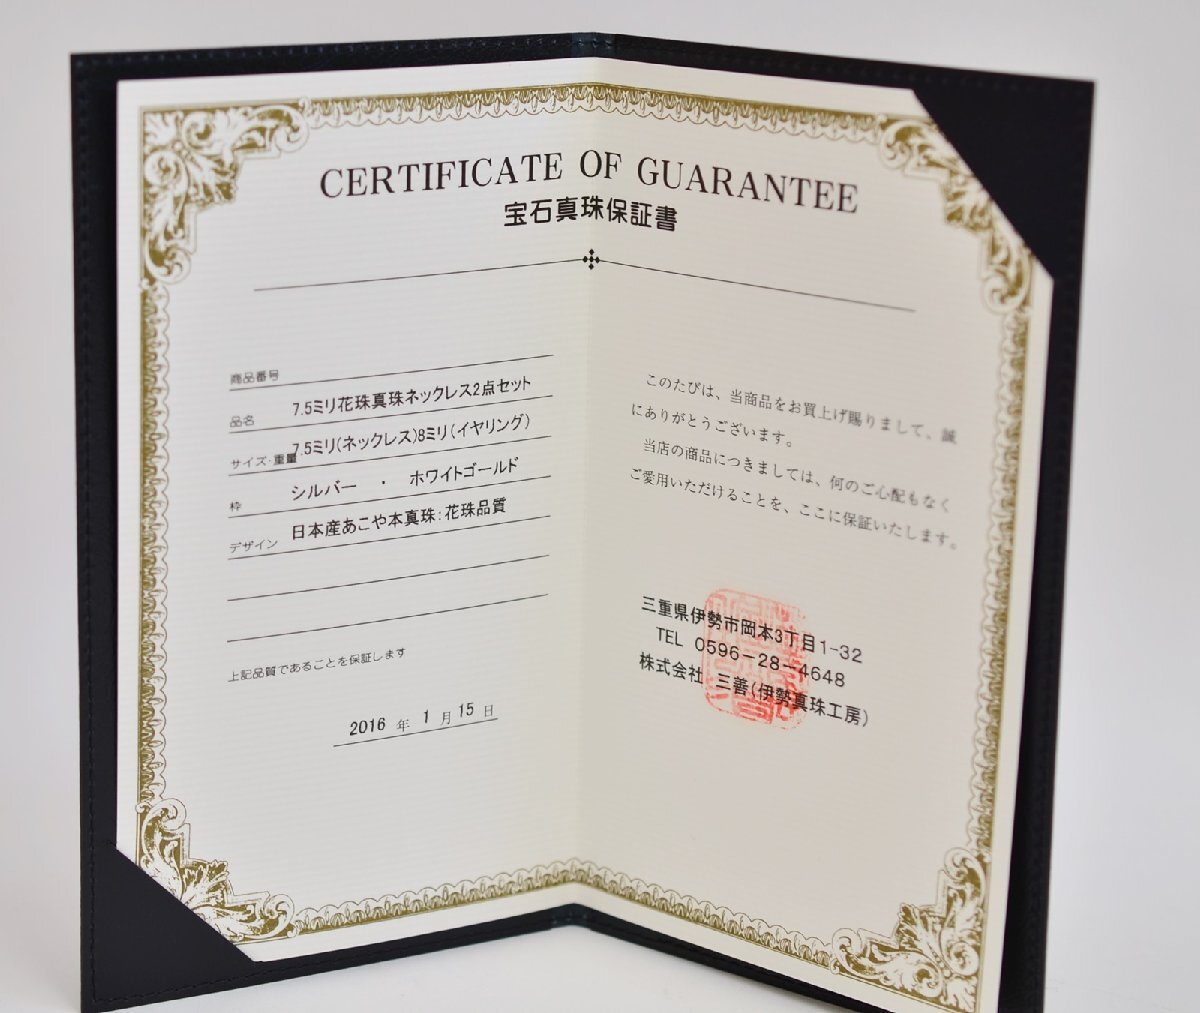 CERTIFICATE OF GUARANTEE
宝石真珠保証書
商品番号
品名 7.5ミリ花珠真珠ネックレス2点セット
サイズ・重量 7.5ミリ(ネックレス)8ミリ(イヤリング)
枠 シルバー ・ ホワイトゴールド
デザイン 日本産あこや本真珠:花珠品質
上記品質であることを保証します
2016 年 1 月 15 日
このたびは、当商品をお買上げ賜りまして、誠
にありがとうございます。
当店の商品につきましては、何のご心配もなく
ご愛用いただけることを、ここに保証いたします。
三重県伊勢市岡本3丁目1-32
TEL 0596-28-4648
株式会社 三善(伊勢真珠工房)